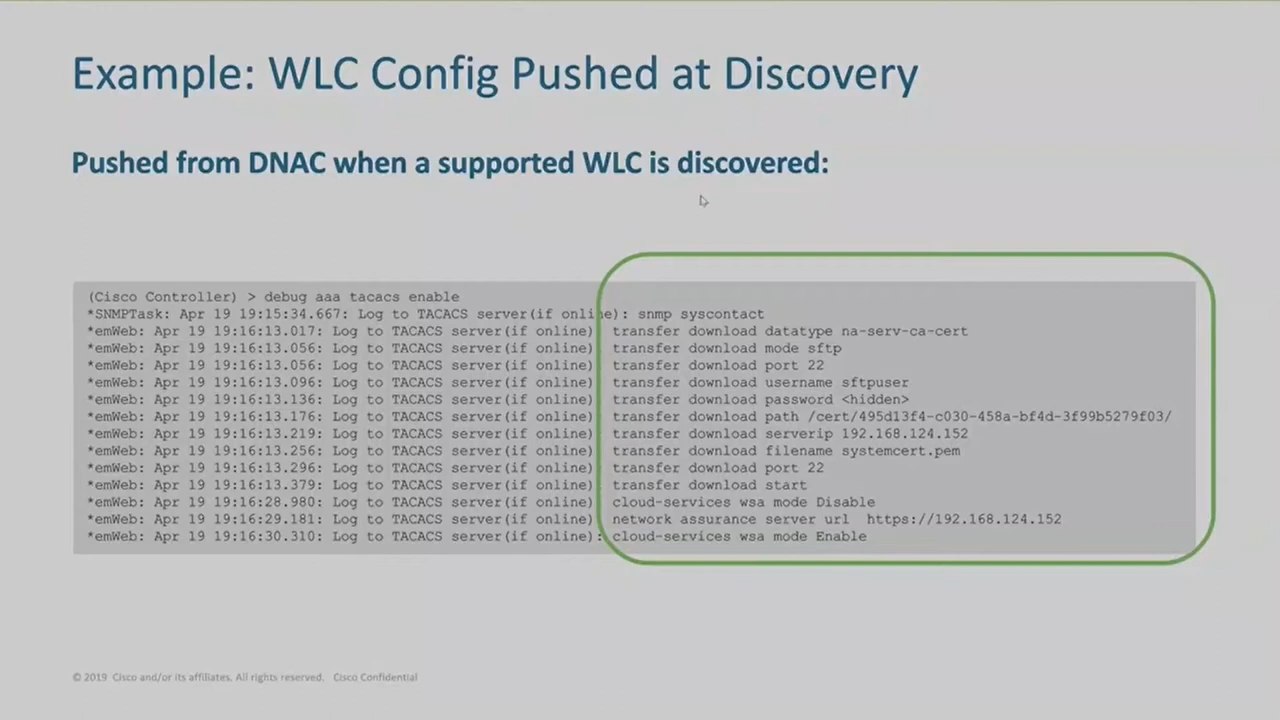 Example: WLC Config Pushed at Discovery
Pushed from DNAC when a supported WLC is discovered:
(Cisco Controller) > debug aaa tacacs enable
*SNMPTask: Apr 19 19:15:34.667: Log to TACACS server(if online): snmp syscontact
*emWeb: Apr 19 19:16:13.017: Log to TACACS server(if online) transfer download datatype na-serv-ca-cert
*emWeb: Apr 19 19:16:13.056: Log to TACACS server(if online) transfer download mode sftp
*emWeb: Apr 19 19:16:13.056: Log to TACACS server(if online) transfer download port 22
*emWeb: Apr 19 19:16:13.096: Log to TACACS server(if online) transfer download username sftpuser
*emWeb: Apr 19 19:16:13.136: Log to TACACS server(if online) transfer download password <hidden>
*emWeb: Apr 19 19:16:13.176: Log to TACACS server(if online) transfer download path /cert/495d13f4-c030-458a-bf4d-3f99b5279f03/
*emWeb: Apr 19 19:16:13.219: Log to TACACS server(if online) transfer download serverip 192.168.124.152
*emWeb: Apr 19 19:16:13.256: Log to TACACS server(if online) transfer download filename systemcert.pem
*emWeb: Apr 19 19:16:13.296: Log to TACACS server(if online) transfer download port 22
*emWeb: Apr 19 19:16:13.379: Log to TACACS server(if online) transfer download start
*emWeb: Apr 19 19:16:28.980: Log to TACACS server(if online) cloud-services wsa mode Disable
*emWeb: Apr 19 19:16:29.181: Log to TACACS server(if online) network assurance server url https://192.168.124.152
*emWeb: Apr 19 19:16:30.310: Log to TACACS server(if online): cloud-services wsa mode Enable
© 2019 Cisco and/or its affiliates. All rights reserved. Cisco Confidential